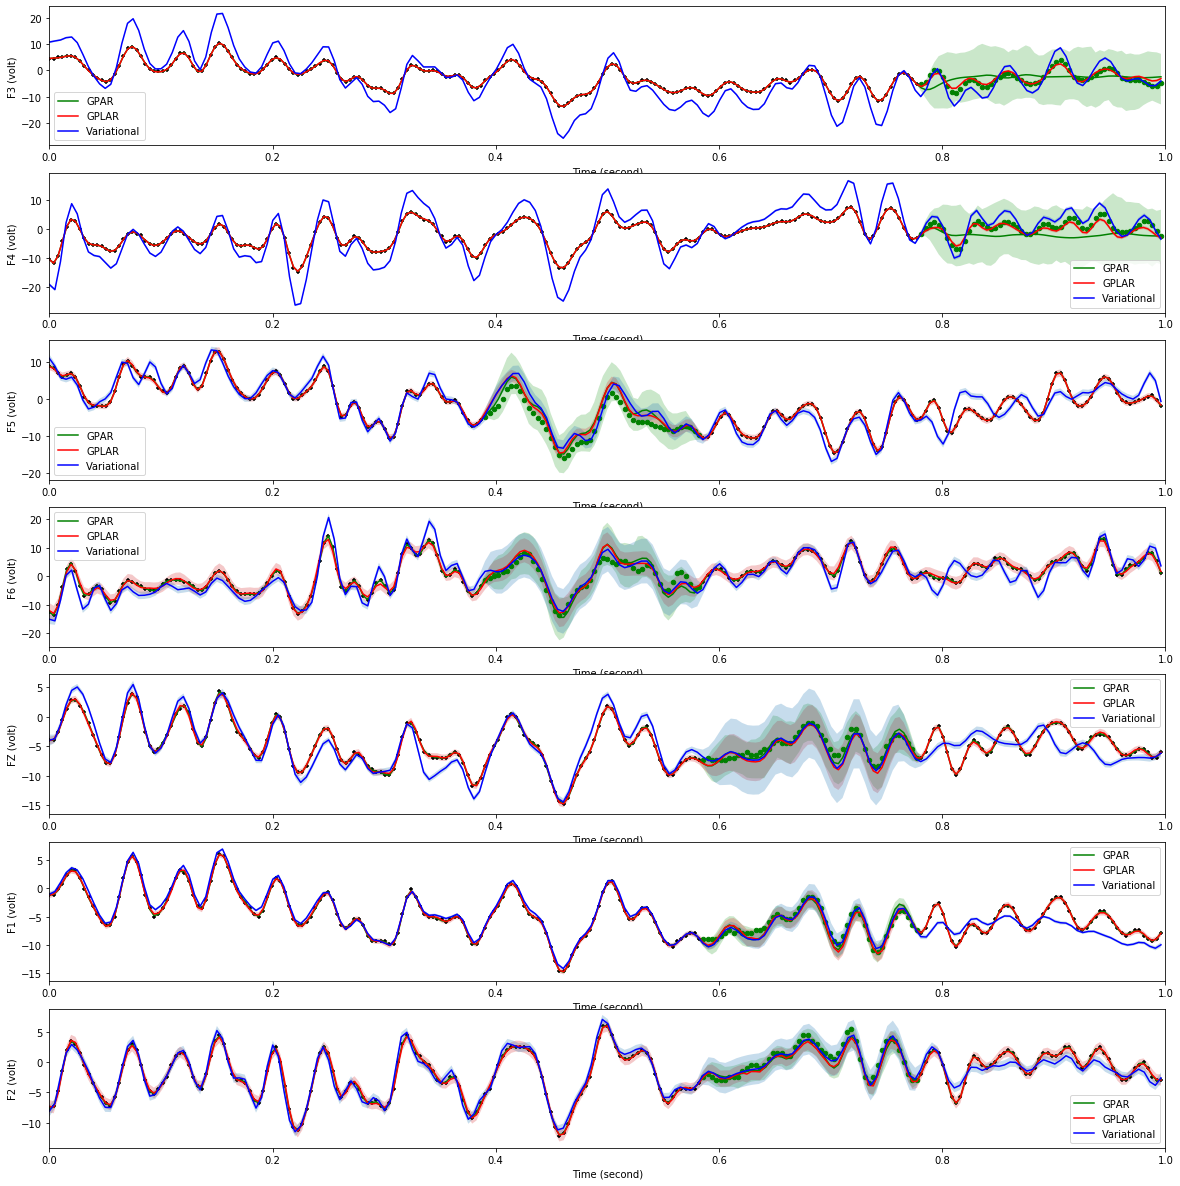 20
10
0
−10
−20
F3 (volt)
GPAR
GPLAR
Variational
0.0 0.2 0.4 0.6 0.8 1.0
Time (second)
10
0
−10
−20
F4 (volt)
GPAR
GPLAR
Variational
0.0 0.2 0.4 0.6 0.8 1.0
Time (second)
10
0
−10
−20
F5 (volt)
GPAR
GPLAR
Variational
0.0 0.2 0.4 0.6 0.8 1.0
Time (second)
20
10
0
−10
−20
F6 (volt)
GPAR
GPLAR
Variational
0.0 0.2 0.4 0.6 0.8 1.0
Time (second)
5
0
−5
−10
−15
FZ (volt)
GPAR
GPLAR
Variational
0.0 0.2 0.4 0.6 0.8 1.0
Time (second)
5
0
−5
−10
−15
F1 (volt)
GPAR
GPLAR
Variational
0.0 0.2 0.4 0.6 0.8 1.0
Time (second)
5
0
−5
−10
F2 (volt)
GPAR
GPLAR
Variational
0.0 0.2 0.4 0.6 0.8 1.0
Time (second)